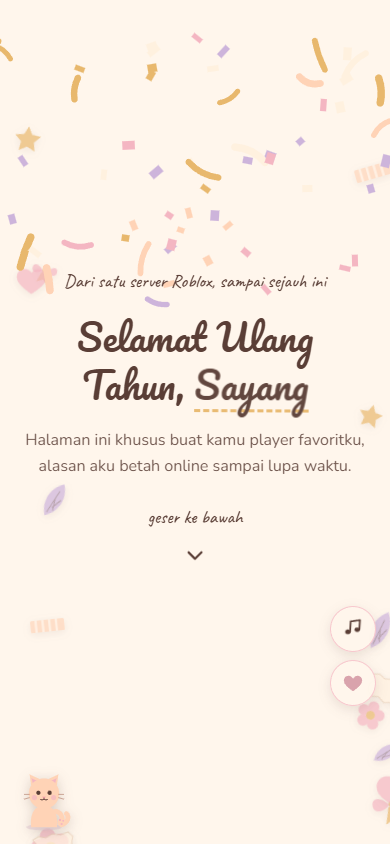 Dari satu server Roblox, sampai sejauh ini
Selamat Ulang
Tahun, Sayang
Halaman ini khusus buat kamu player favoritku,
alasan aku betah online sampai lupa waktu.
geser ke bawah